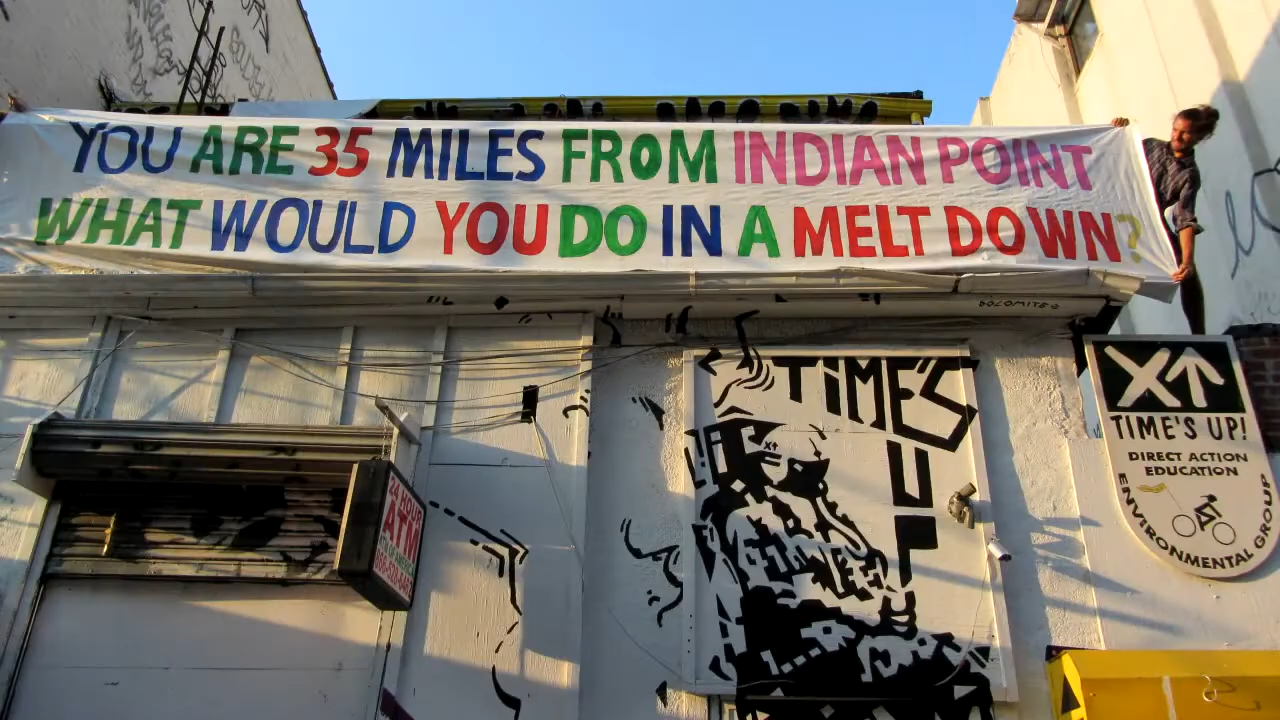 YOU ARE 35 MILES FROM INDIAN POINT
WHAT WOULD YOU DO IN A MELT DOWN?
DOLOMITES
TIME'S
UP
TIME'S UP!
DIRECT ACTION
EDUCATION
ENVIRONMENTAL GROUP
24 HOUR
ATM